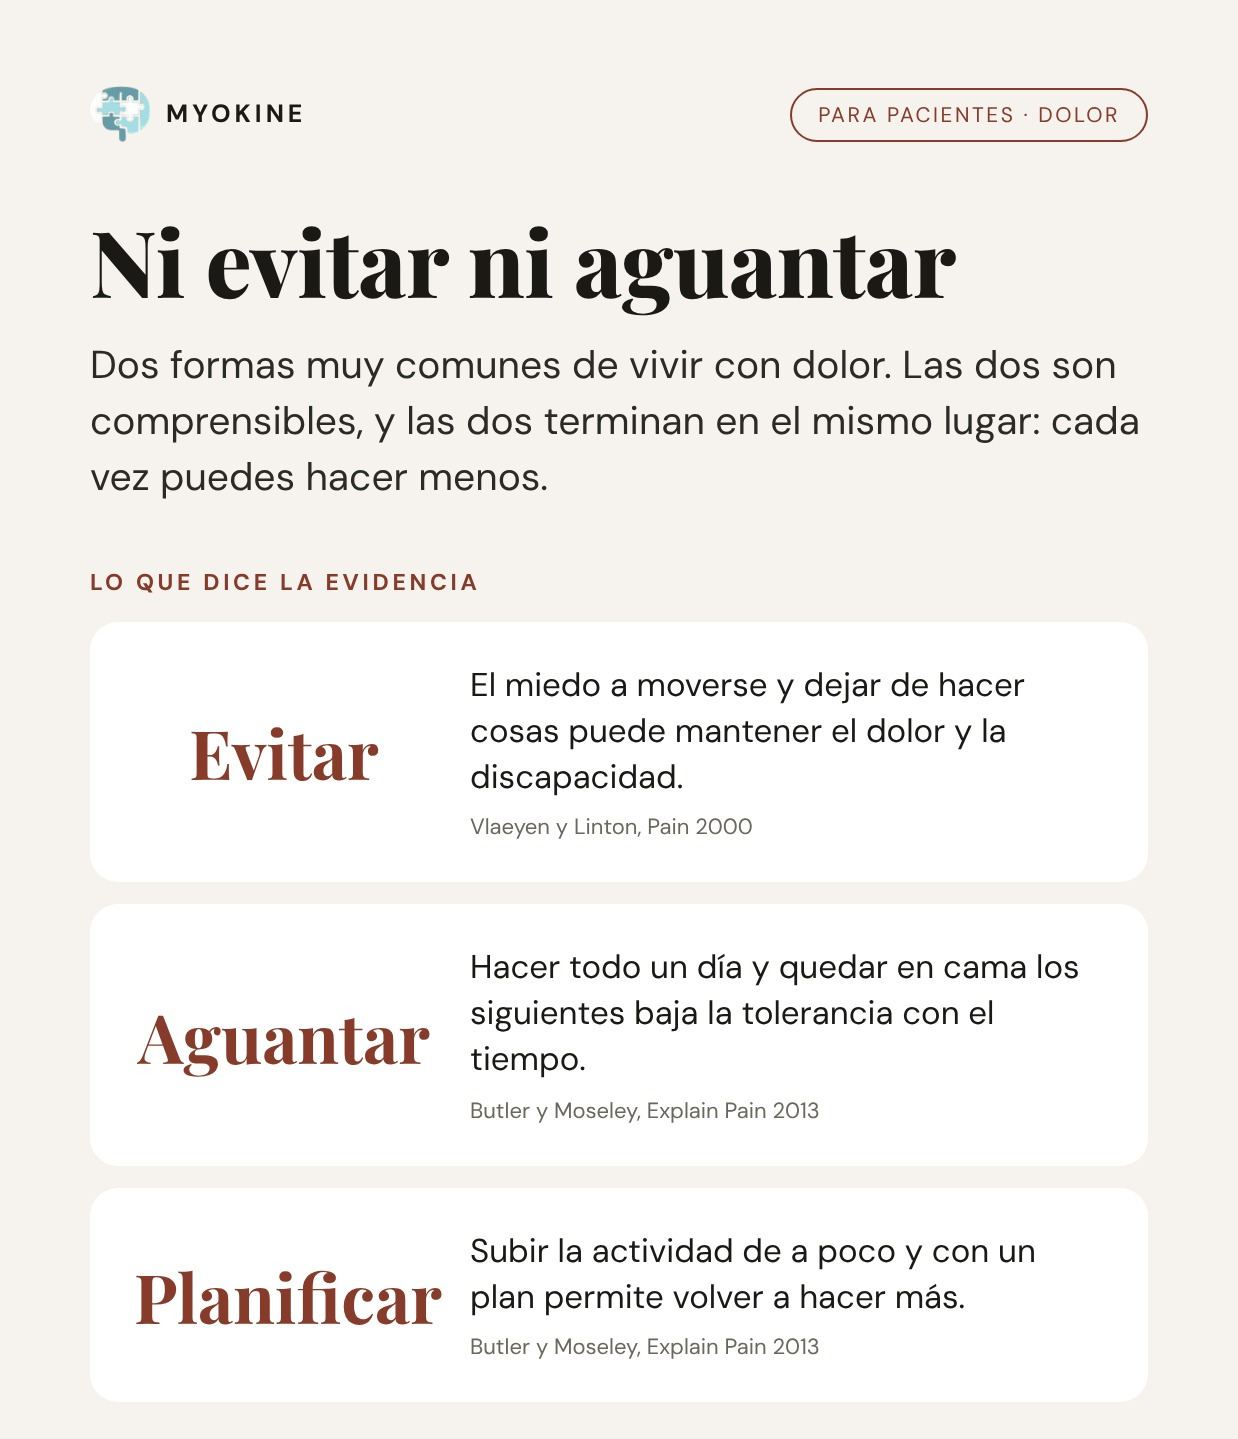 MYOKINE
PARA PACIENTES · DOLOR
Ni evitar ni aguantar
Dos formas muy comunes de vivir con dolor. Las dos son
comprensibles, y las dos terminan en el mismo lugar: cada
vez puedes hacer menos.
LO QUE DICE LA EVIDENCIA
Evitar
El miedo a moverse y dejar de hacer
cosas puede mantener el dolor y la
discapacidad.
Vlaeyen y Linton, Pain 2000
Aguantar
Hacer todo un día y quedar en cama los
siguientes baja la tolerancia con el
tiempo.
Butler y Moseley, Explain Pain 2013
Planificar
Subir la actividad de a poco y con un
plan permite volver a hacer más.
Butler y Moseley, Explain Pain 2013